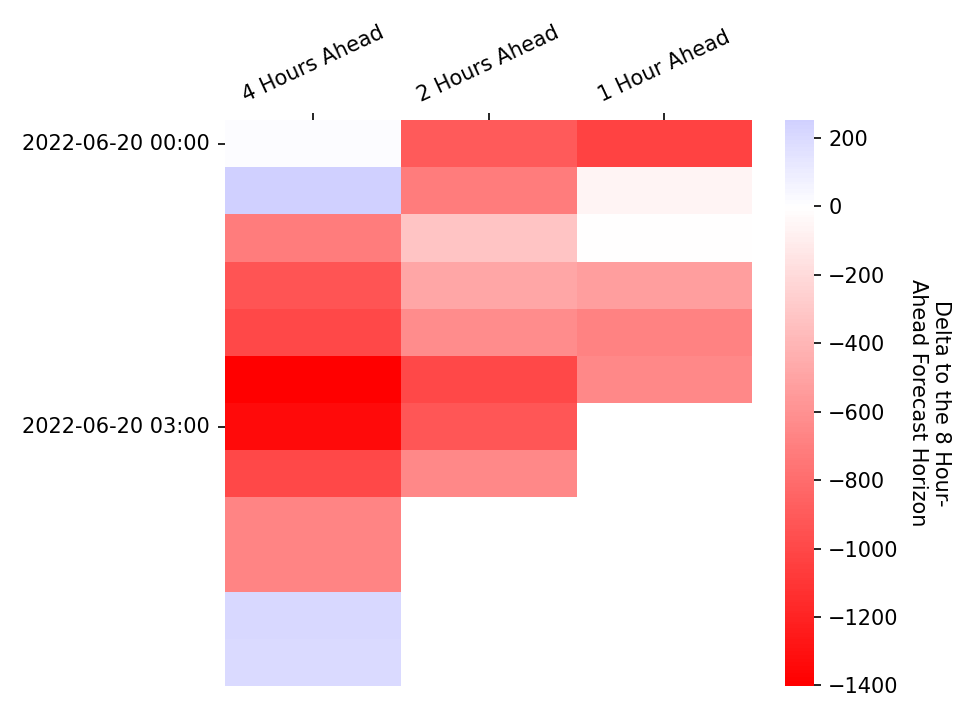 4 Hours Ahead
2 Hours Ahead
1 Hour Ahead
2022-06-20 00:00
2022-06-20 03:00
200
0
−200
−400
−600
−800
−1000
−1200
−1400
Delta to the 8 Hour-
Ahead Forecast Horizon